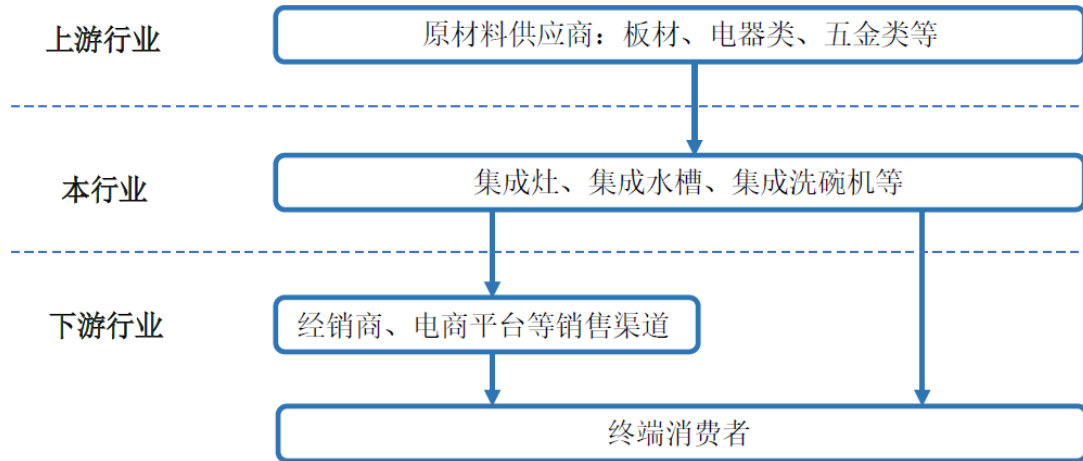 上游行业
原材料供应商：板材、电器类、五金类等
本行业
集成灶、集成水槽、集成洗碗机等
下游行业
经销商、电商平台等销售渠道
终端消费者